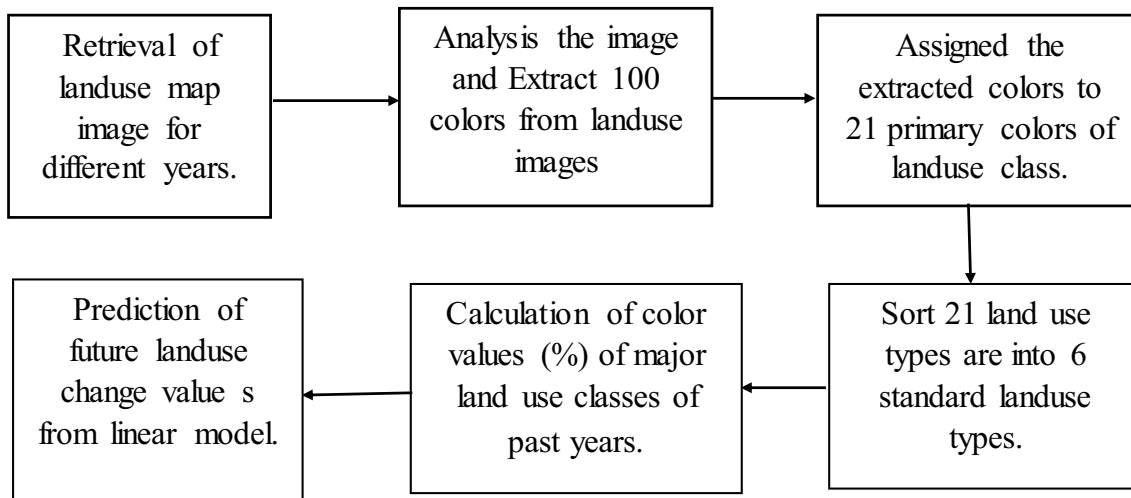 Retrieval of
landuse map
image for
different years.
Analysis the image
and Extract 100
colors from landuse
images
Assigned the
extracted colors to
21 primary colors of
landuse class.
Sort 21 land use
types are into 6
standard landuse
types.
Calculation of color
values (%) of major
land use classes of
past years.
Prediction of
future landuse
change value s
from linear model.